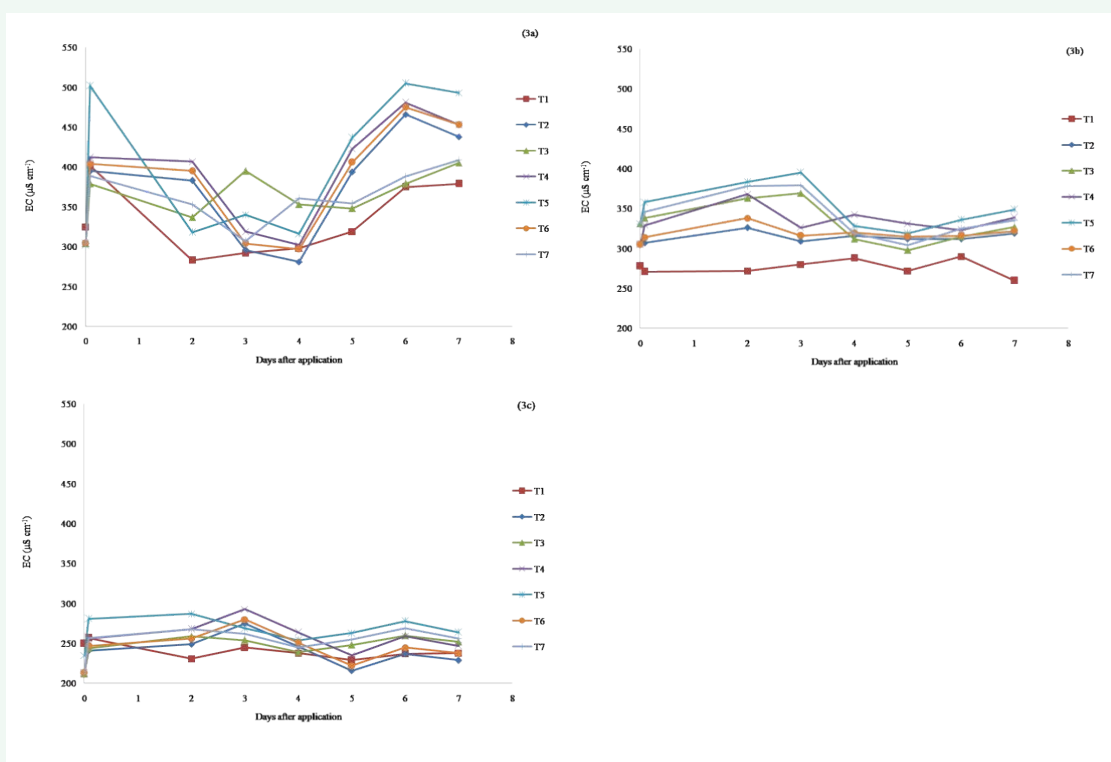 (3a)
550
500
450
400
350
300
250
200
EC (µS cm⁻¹)
0 1 2 3 4 5 6 7 8
Days after application
T1
T2
T3
T4
T5
T6
T7
(3b)
550
500
450
400
350
300
250
200
EC (µS cm⁻¹)
0 1 2 3 4 5 6 7 8
Days after application
T1
T2
T3
T4
T5
T6
T7
(3c)
550
500
450
400
350
300
250
200
EC (µS cm⁻¹)
0 1 2 3 4 5 6 7 8
Days after application
T1
T2
T3
T4
T5
T6
T7